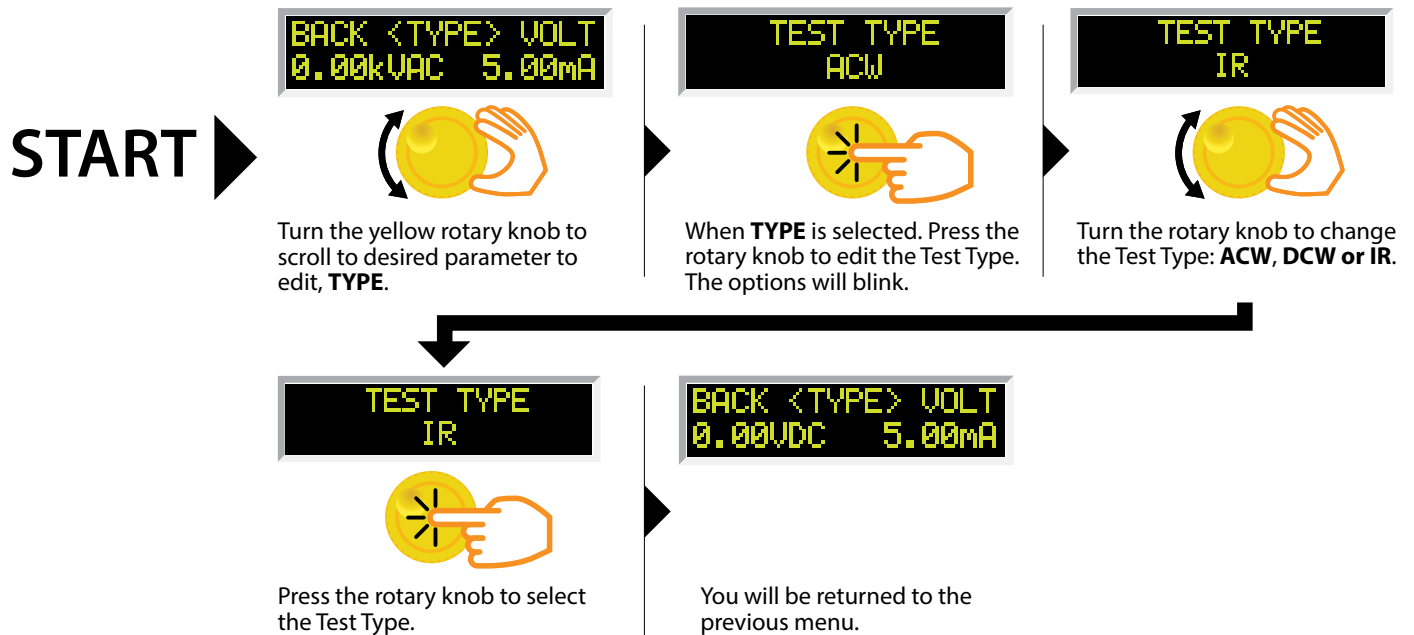 START
BACK <TYPE> VOLT
0.00kVAC 5.00mA
Turn the yellow rotary knob to
scroll to desired parameter to
edit, TYPE.
TEST TYPE
ACW
When TYPE is selected. Press the
rotary knob to edit the Test Type.
The options will blink.
TEST TYPE
IR
Turn the rotary knob to change
the Test Type: ACW, DCW or IR.
TEST TYPE
IR
Press the rotary knob to select
the Test Type.
BACK <TYPE> VOLT
0.00VDC 5.00mA
You will be returned to the
previous menu.